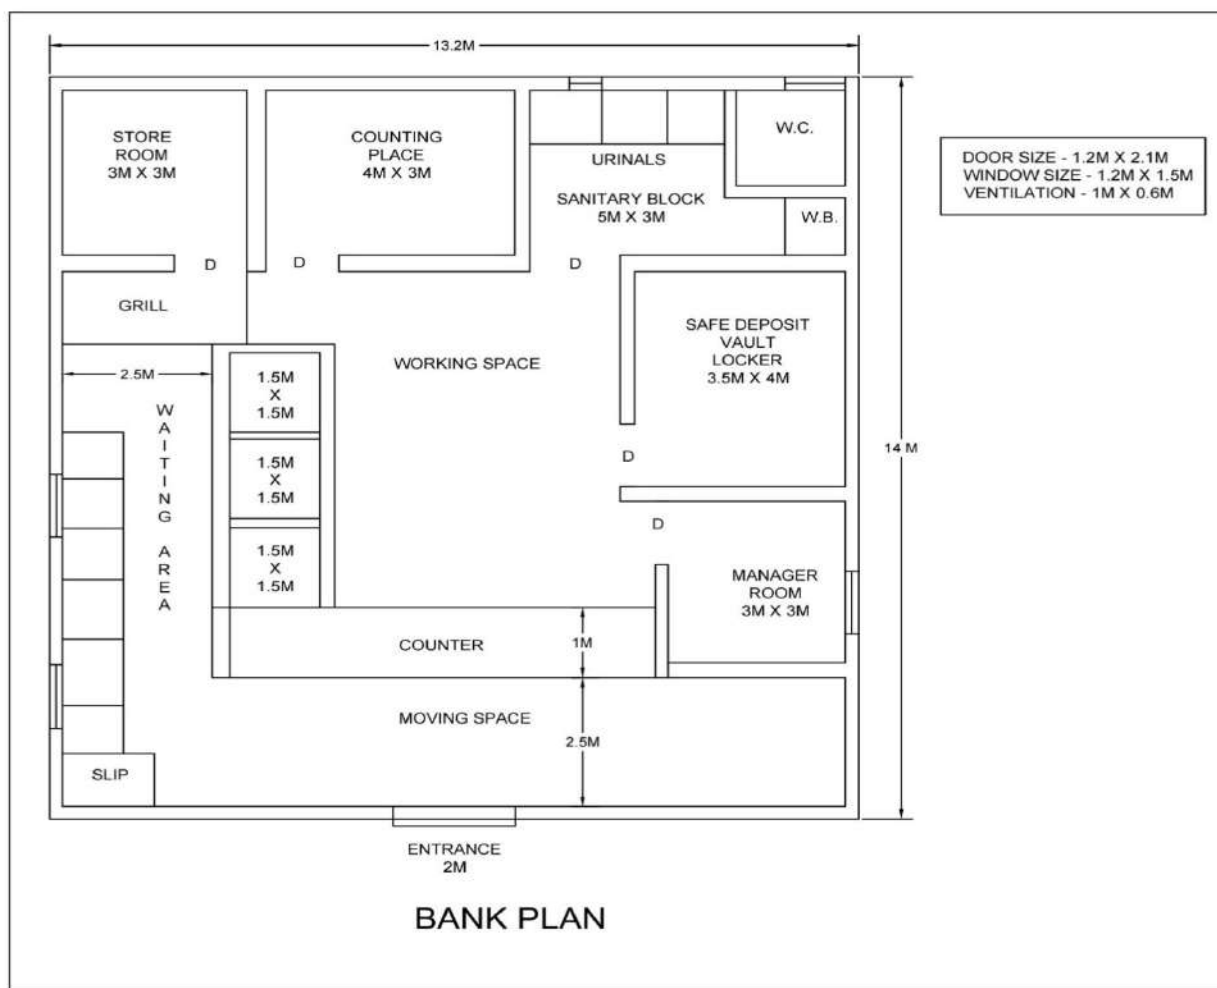 13.2M
STORE
ROOM
3M X 3M
COUNTING
PLACE
4M X 3M
W.C.
URINALS
SANITARY BLOCK
5M X 3M
W.B.
DOOR SIZE - 1.2M X 2.1M
WINDOW SIZE - 1.2M X 1.5M
VENTILATION - 1M X 0.6M
D
D
D
GRILL
WORKING SPACE
SAFE DEPOSIT
VAULT
LOCKER
3.5M X 4M
2.5M
1.5M
X
1.5M
WAITING AREA
14 M
1.5M
X
1.5M
D
D
1.5M
X
1.5M
MANAGER
ROOM
3M X 3M
COUNTER
1M
MOVING SPACE
2.5M
SLIP
ENTRANCE
2M
BANK PLAN